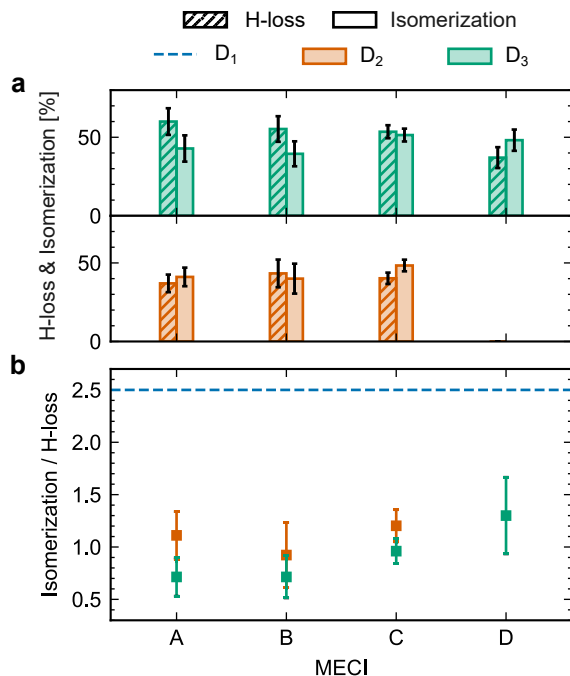 H-loss Isomerization
D₁ D₂ D₃
a
H-loss & Isomerization [%]
50
0
50
0
b
Isomerization / H-loss
2.5
2.0
1.5
1.0
0.5
A B C D
MECI